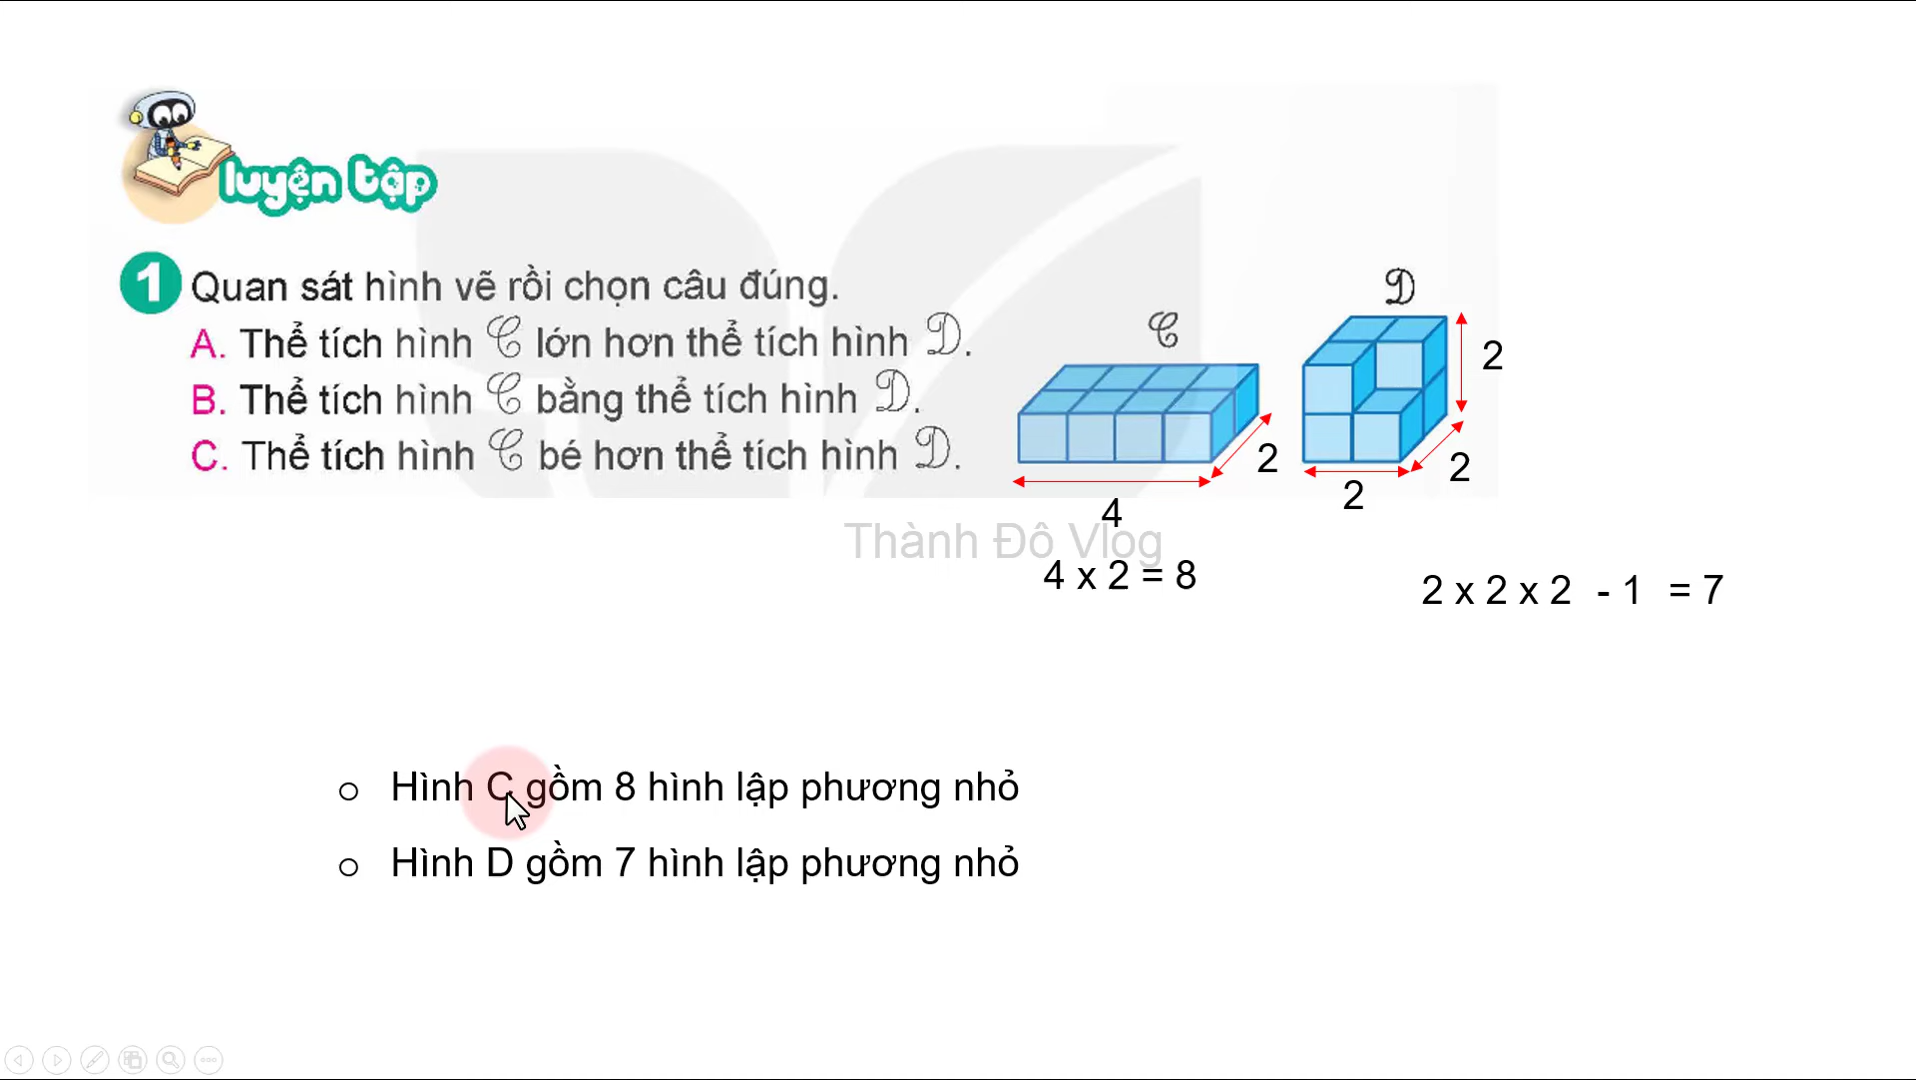 luyện tập
1 Quan sát hình vẽ rồi chọn câu đúng.
A. Thể tích hình C lớn hơn thể tích hình D.
B. Thể tích hình C bằng thể tích hình D.
C. Thể tích hình C bé hơn thể tích hình D.
C
D
2
2
4
2
2
Thành Đô Vlog
4 x 2 = 8
2 x 2 x 2 - 1 = 7
Hình C gồm 8 hình lập phương nhỏ
Hình D gồm 7 hình lập phương nhỏ